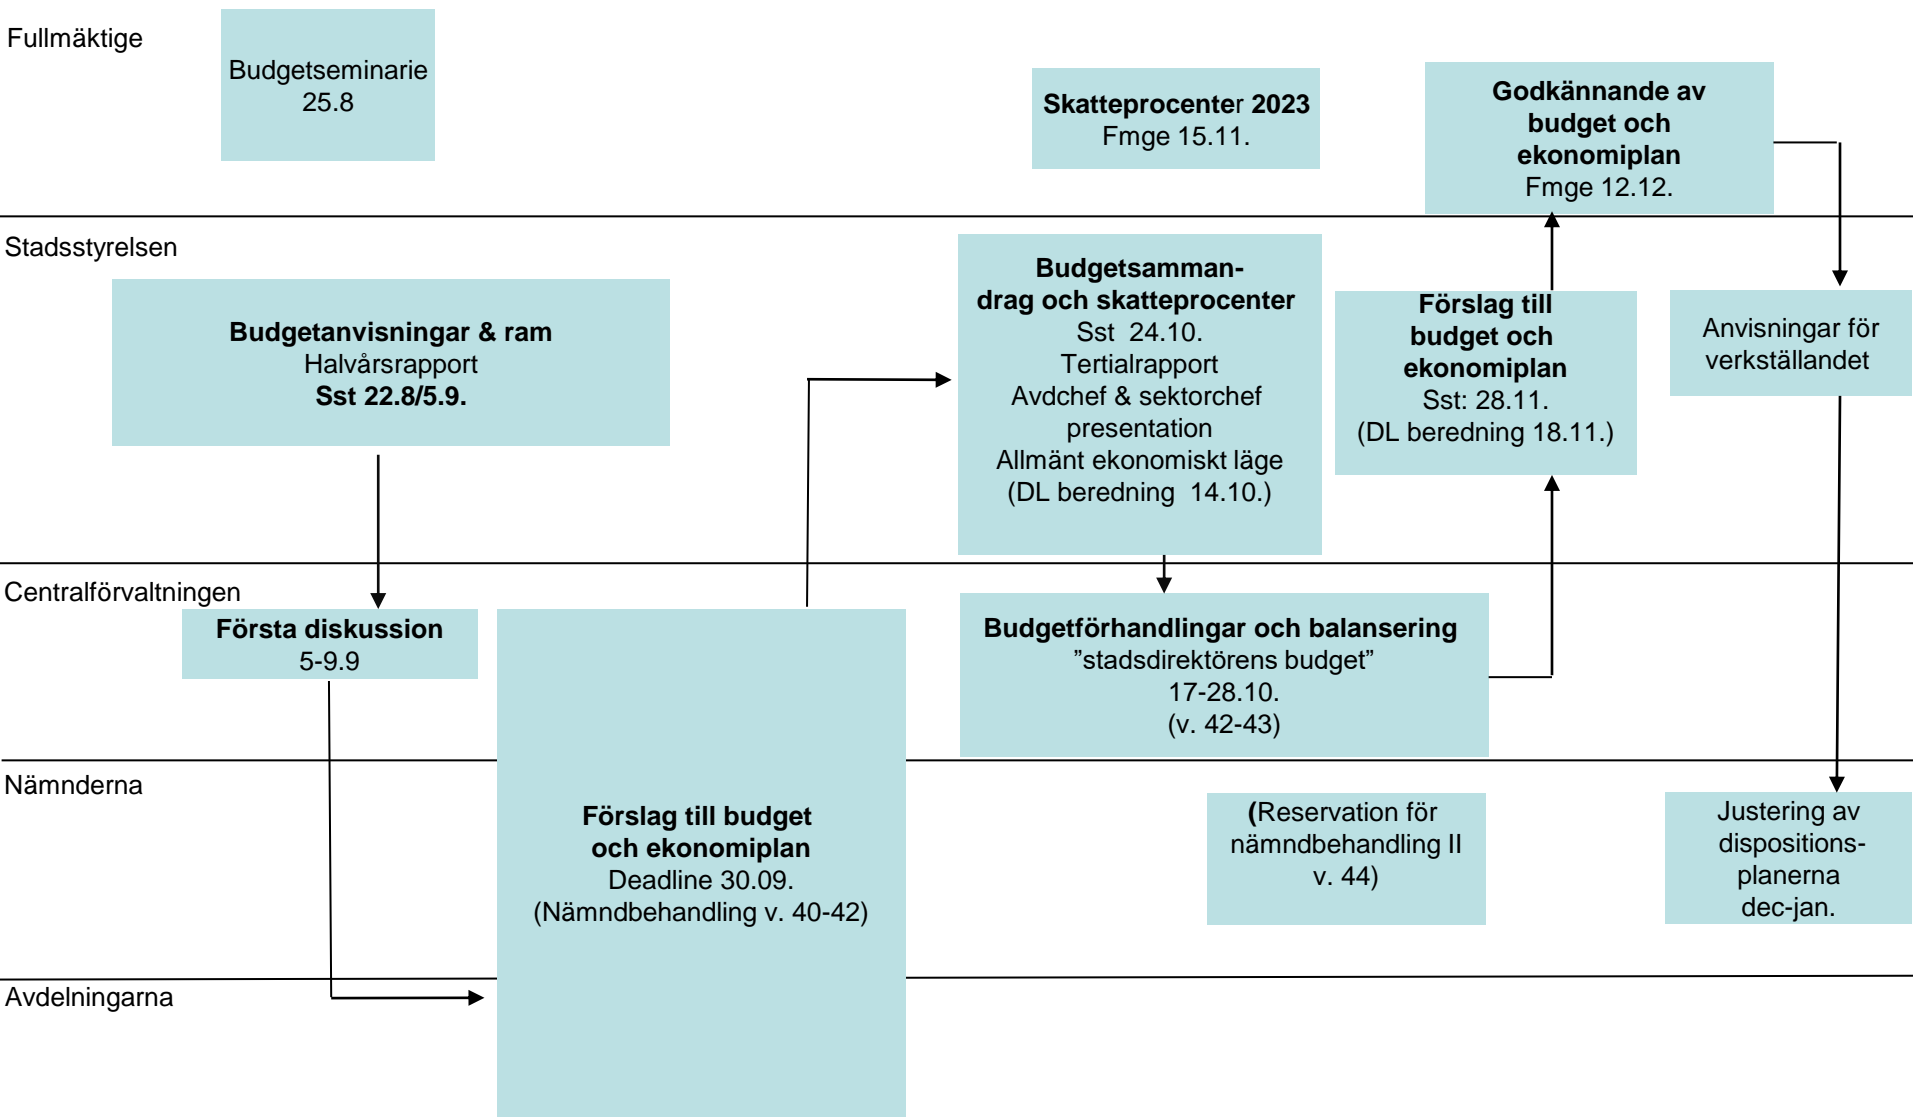 Fullmäktige
Budgetseminarie
25.8
Skatteprocenter 2023
Fmge 15.11.
Godkännande av
budget och
ekonomiplan
Fmge 12.12.
Stadsstyrelsen
Budgetanvisningar & ram
Halvårsrapport
Sst 22.8/5.9.
Budgetsamman-
drag och skatteprocenter
Sst 24.10.
Tertialrapport
Avdchef & sektorchef
presentation
Allmänt ekonomiskt läge
(DL beredning 14.10.)
Förslag till
budget och
ekonomiplan
Sst: 28.11.
(DL beredning 18.11.)
Anvisningar för
verkställandet
Centralförvaltningen
Första diskussion
5-9.9
Budgetförhandlingar och balansering
”stadsdirektörens budget”
17-28.10.
(v. 42-43)
Nämnderna
Förslag till budget
och ekonomiplan
Deadline 30.09.
(Nämndbehandling v. 40-42)
(Reservation för
nämndbehandling II
v. 44)
Justering av
dispositions-
planerna
dec-jan.
Avdelningarna